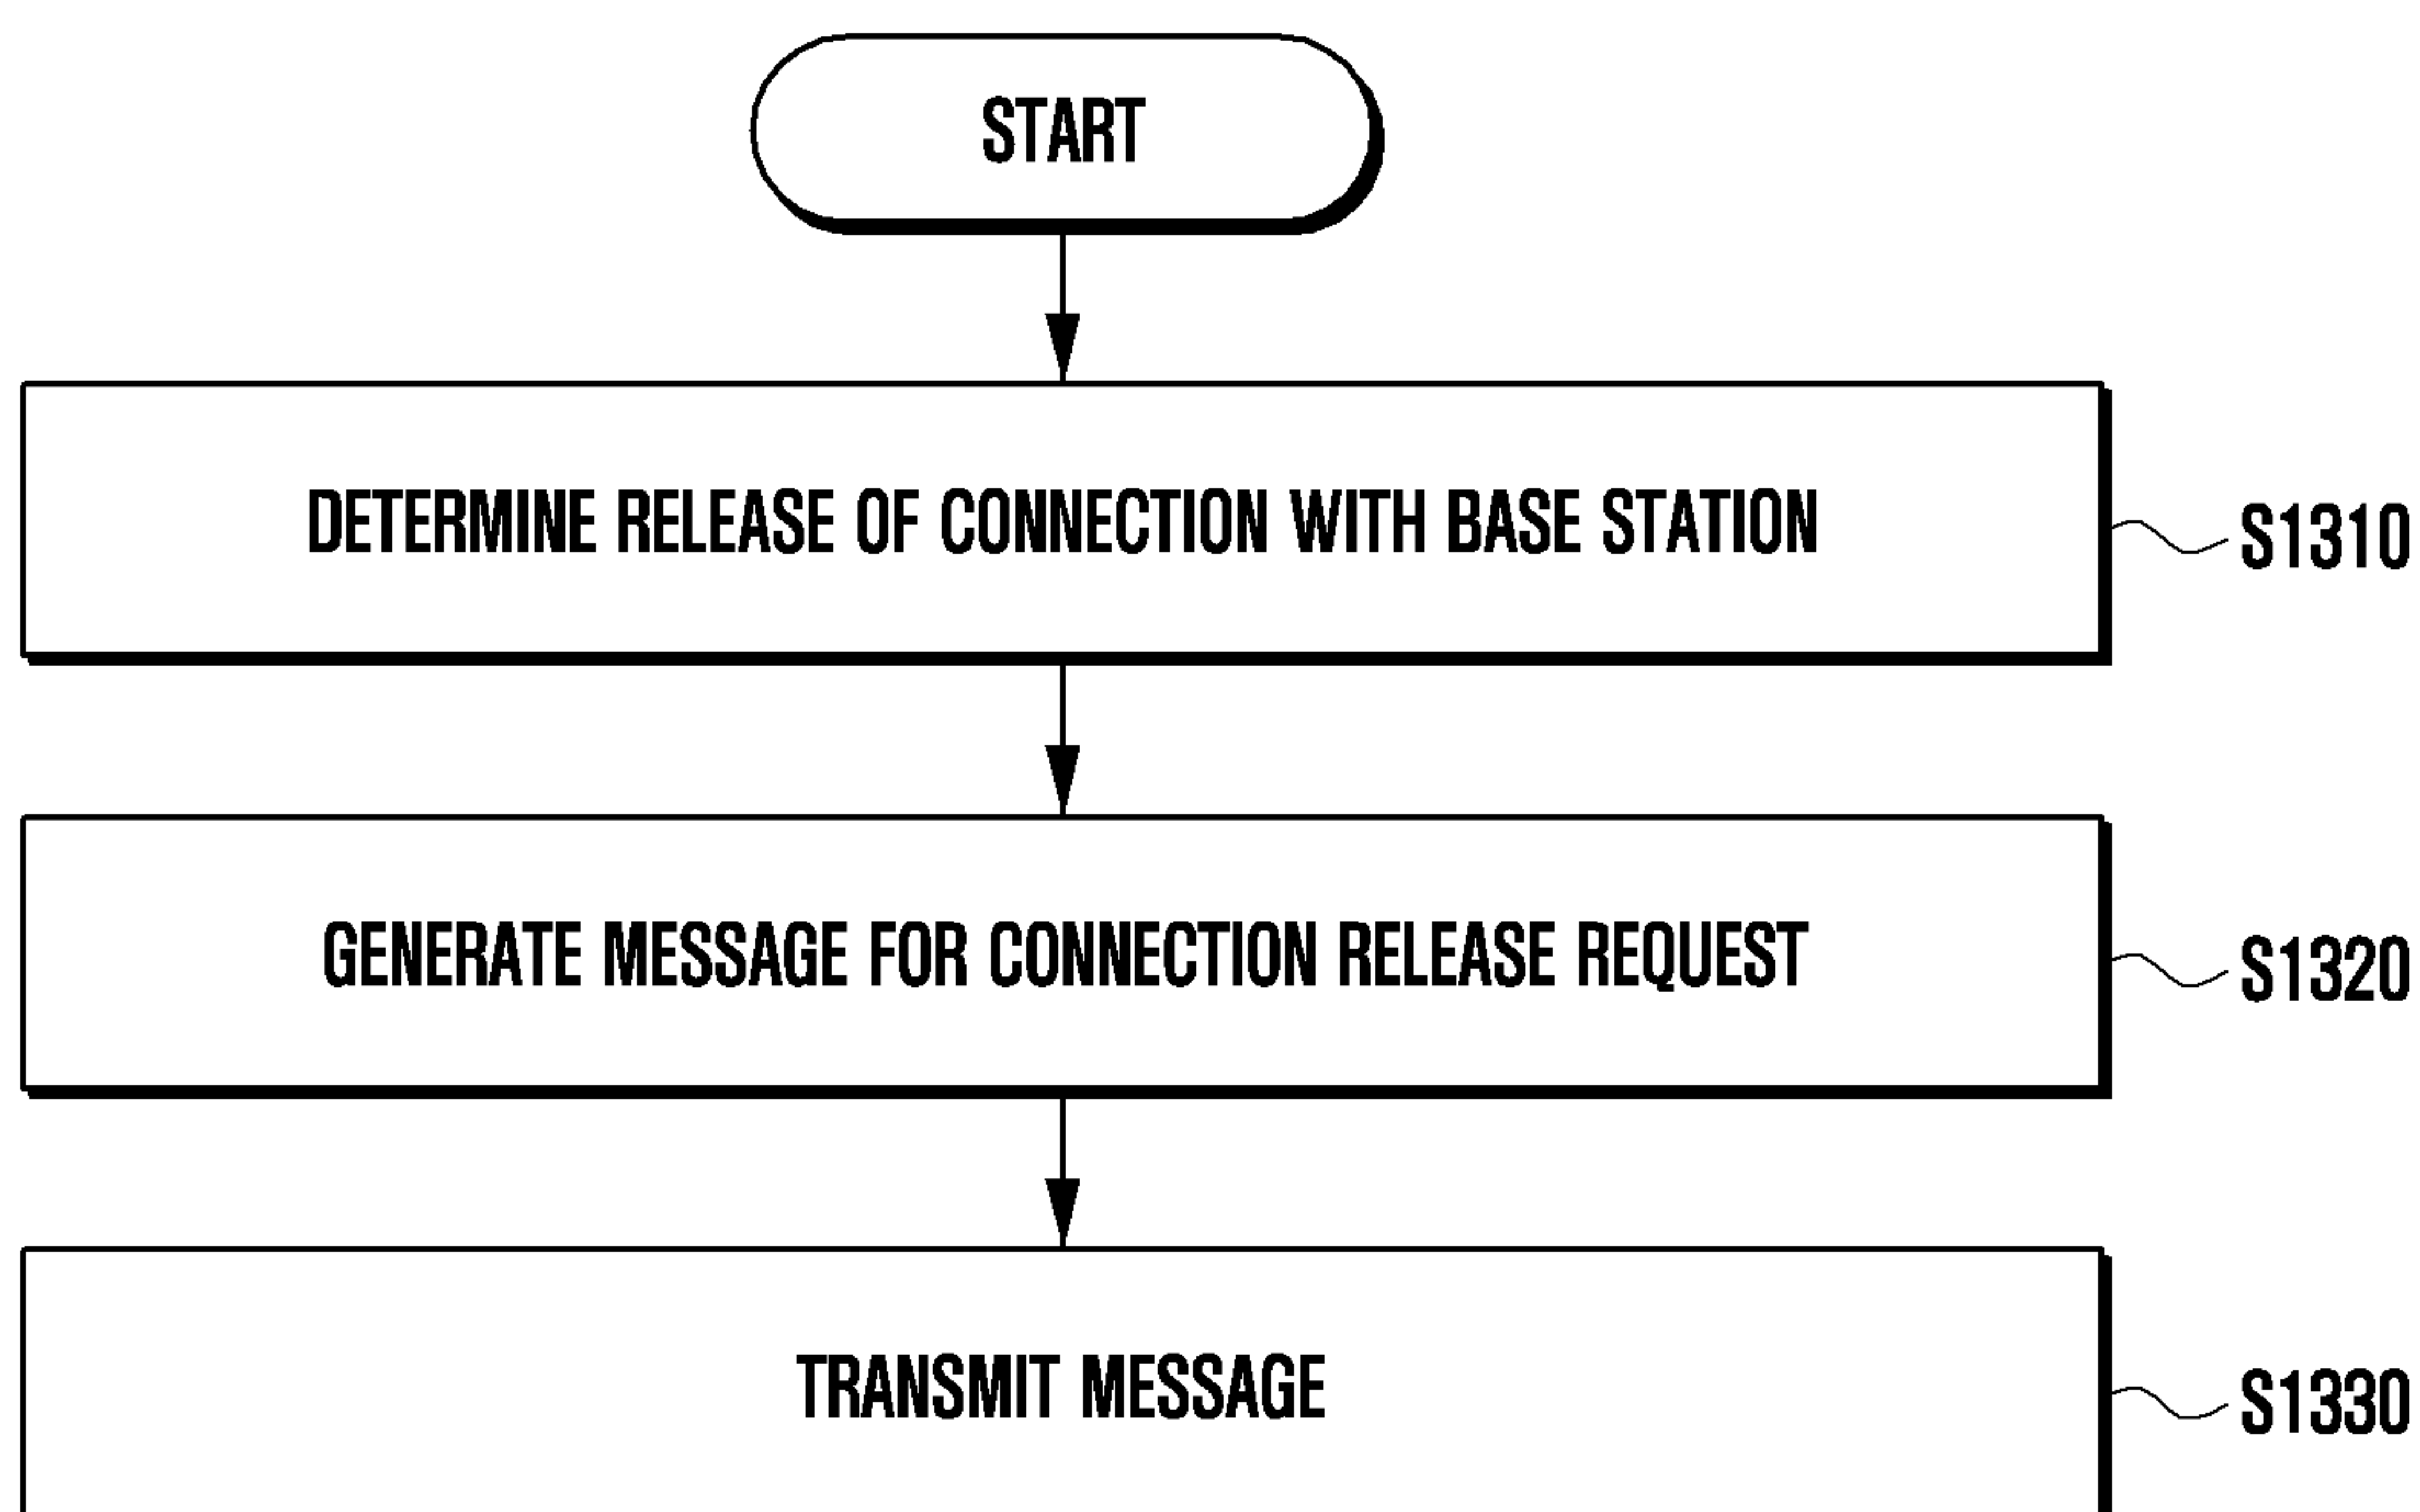 START
DETERMINE RELEASE OF CONNECTION WITH BASE STATION
S1310
GENERATE MESSAGE FOR CONNECTION RELEASE REQUEST
S1320
TRANSMIT MESSAGE
S1330